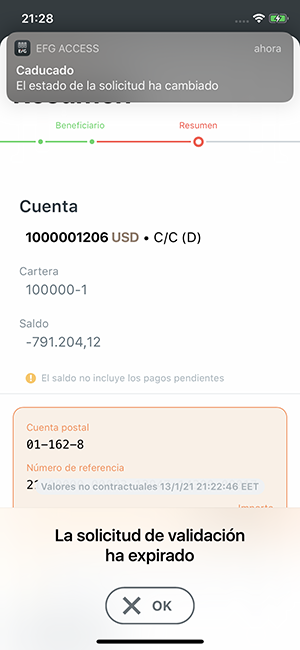 21:28
EFG
EFG ACCESS
ahora
Caducado
El estado de la solicitud ha cambiado
Resumen
Beneficiario
Resumen
Cuenta
1000001206 USD • C/C (D)
Cartera
100000-1
Saldo
-791.204,12
! El saldo no incluye los pagos pendientes
Cuenta postal
01-162-8
Número de referencia
Valores no contractuales 13/1/21 21:22:46 EET
Importe
La solicitud de validación
ha expirado
OK